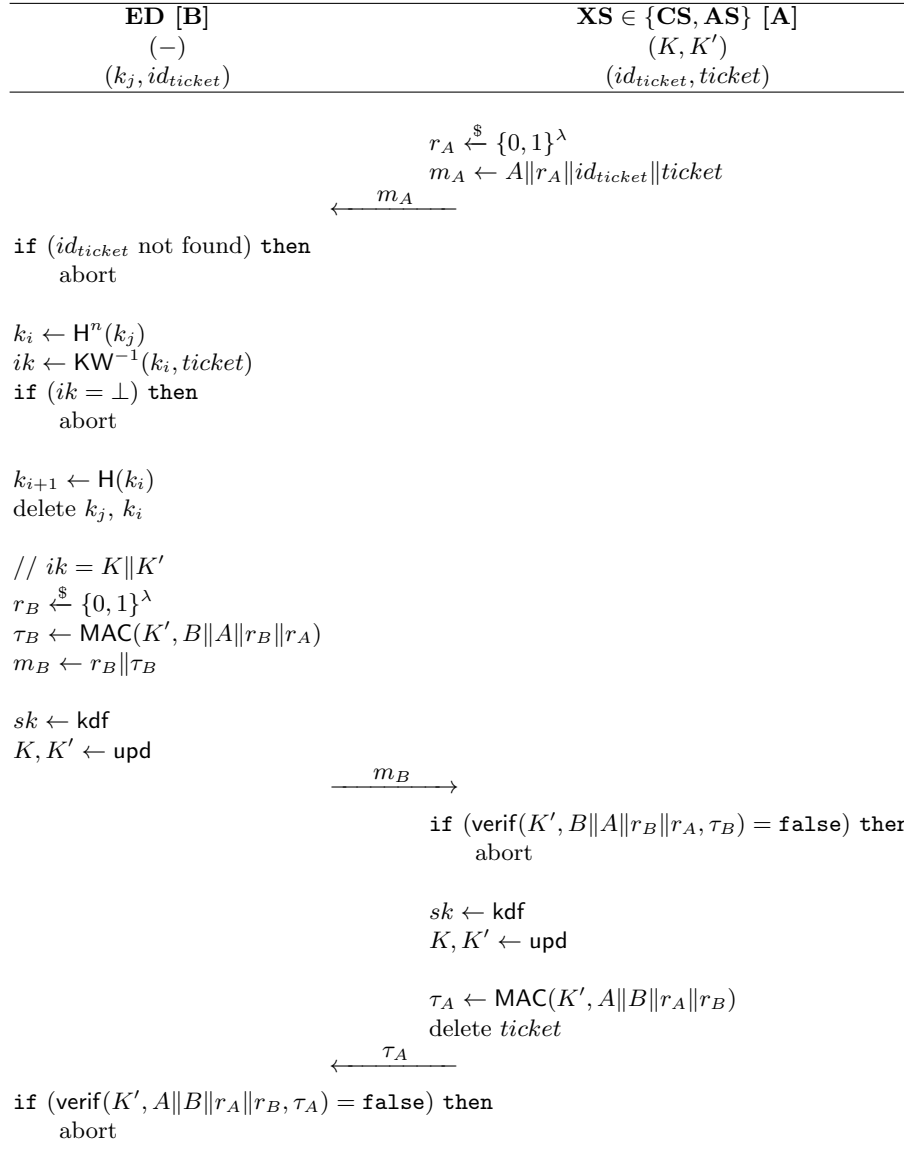 ED [B] XS ∈ {CS, AS} [A]
(−) (K, K′)
(k_j, id_ticket) (id_ticket, ticket)
r_A ←$ {0, 1}^λ
m_A ← A‖r_A‖id_ticket‖ticket
m_A
if (id_ticket not found) then
abort
k_i ← H^n(k_j)
ik ← KW^−1(k_i, ticket)
if (ik = ⊥) then
abort
k_{i+1} ← H(k_i)
delete k_j, k_i
// ik = K‖K′
r_B ←$ {0, 1}^λ
τ_B ← MAC(K′, B‖A‖r_B‖r_A)
m_B ← r_B‖τ_B
sk ← kdf
K, K′ ← upd
m_B
if (verif(K′, B‖A‖r_B‖r_A, τ_B) = false) then
abort
sk ← kdf
K, K′ ← upd
τ_A ← MAC(K′, A‖B‖r_A‖r_B)
delete ticket
τ_A
if (verif(K′, A‖B‖r_A‖r_B, τ_A) = false) then
abort